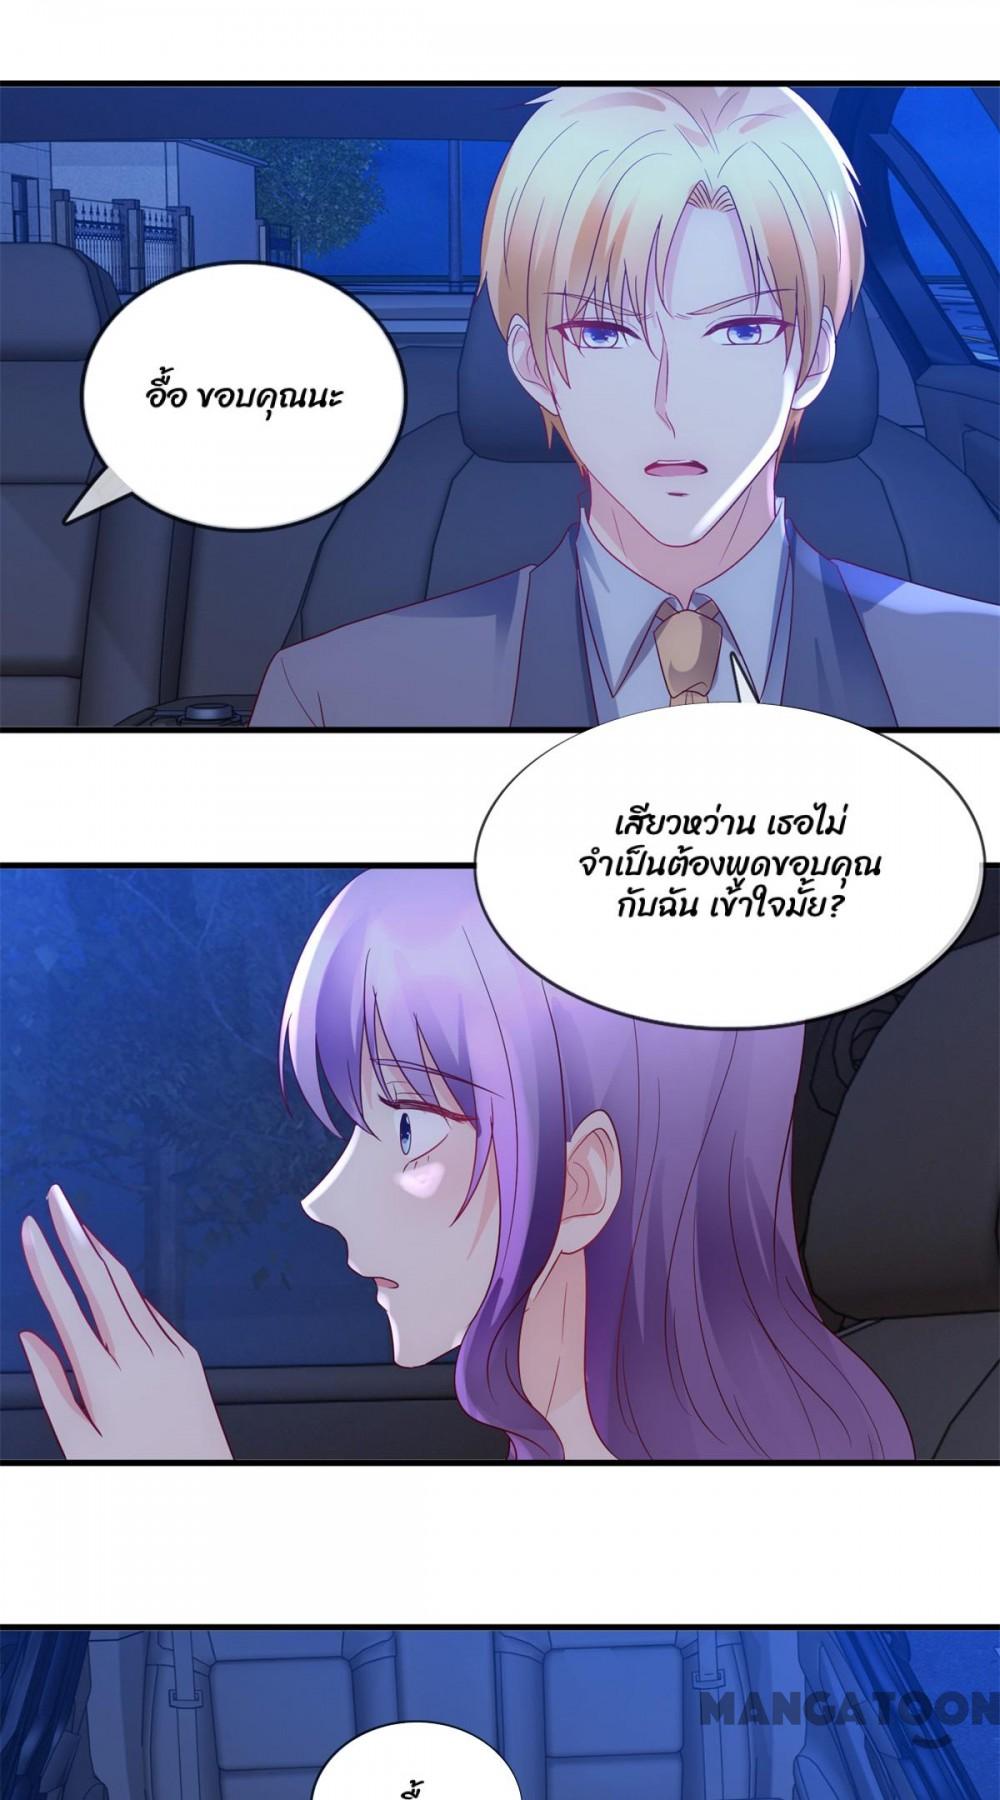 อื้อ ขอบคุณนะ
เสี่ยวหว่าน เธอไม่
จำเป็นต้องพูดขอบคุณ
กับฉัน เข้าใจมั้ย?
MANGATOON